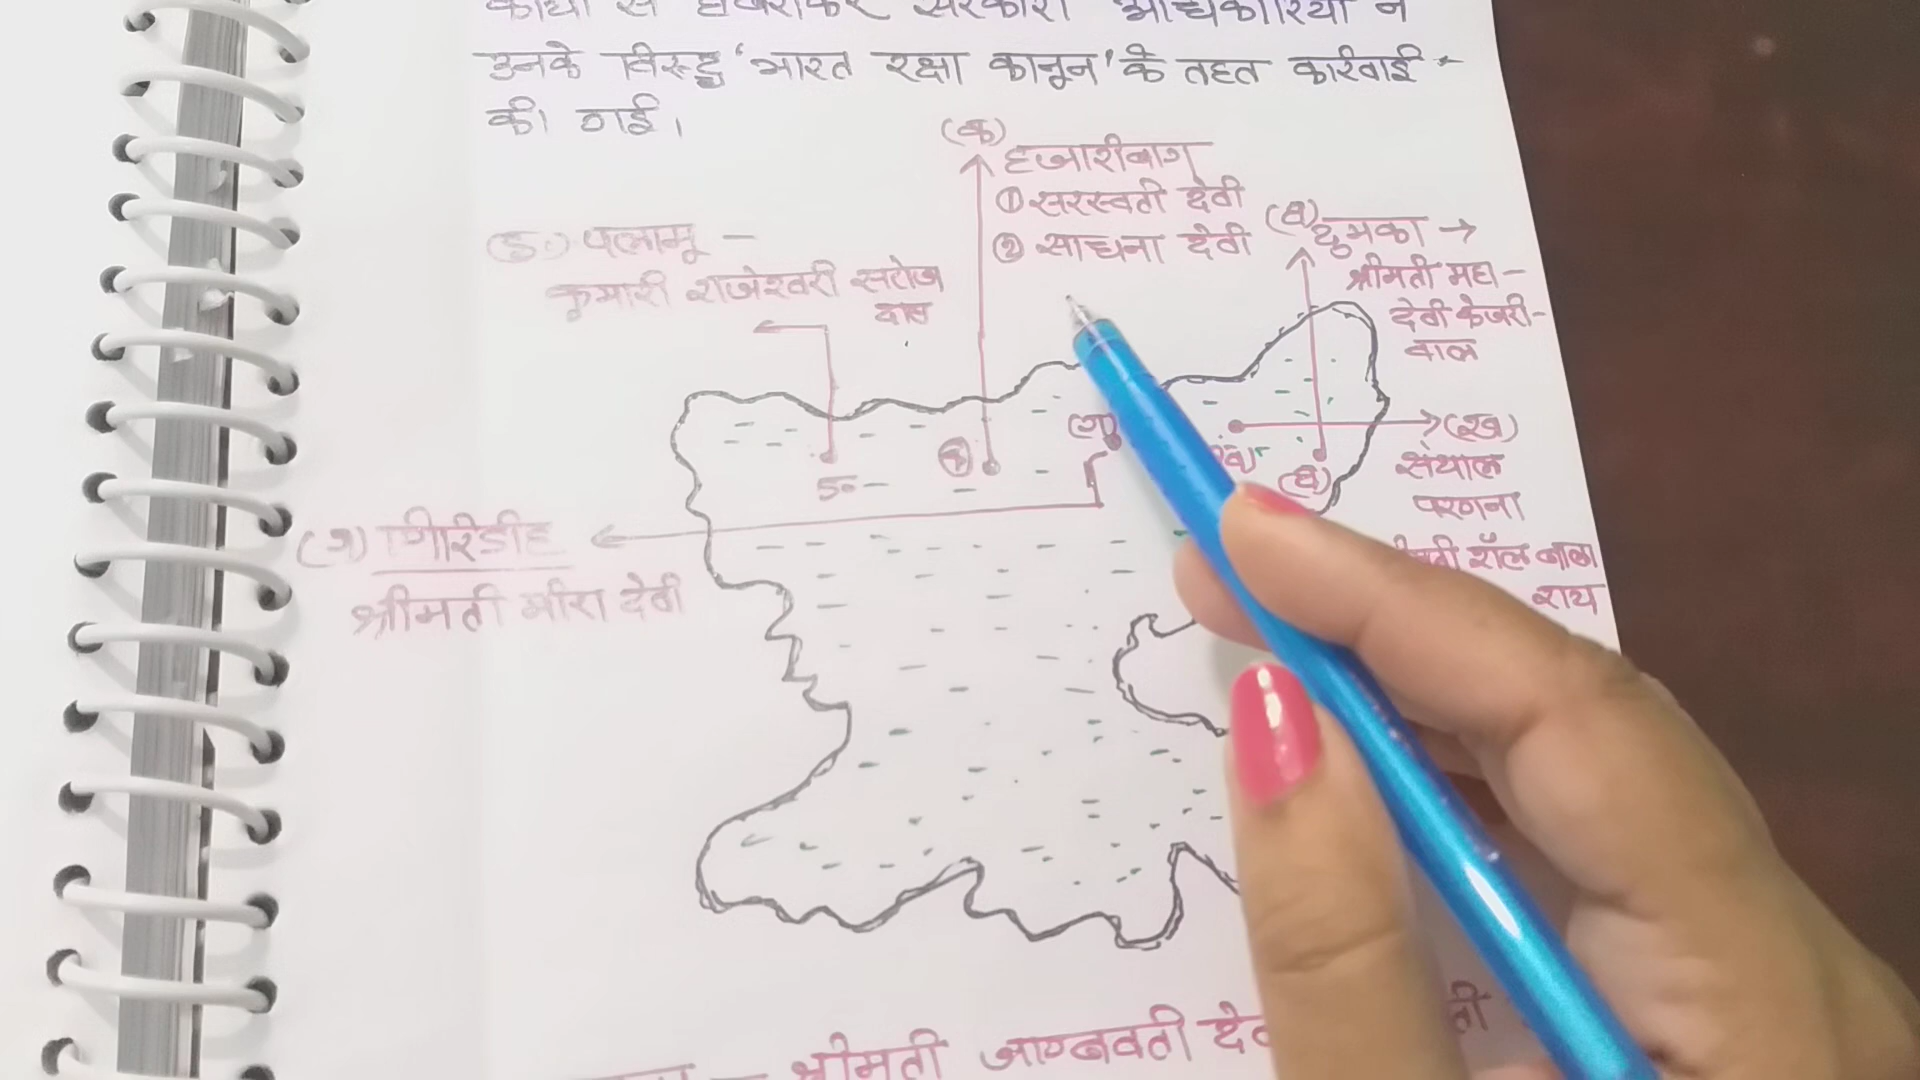 उनके विरुद्ध 'भारत रक्षा कानून' के तहत कार्रवाई -
की गई।
(क)
हजारीबाग
① सरस्वती देवी
② साधना देवी
(घ) दुमका →
श्रीमती महा -
देवी केजरी -
वाल
(ङ) पलामू -
कुमारी राजेश्वरी सरोज
दास
(ग)
(क)
ङ
(घ)
(ख)
संथाल
परगना
राय
(ग) गिरिडीह
श्रीमती मीरा देवी
श्रीमती जाम्बवती